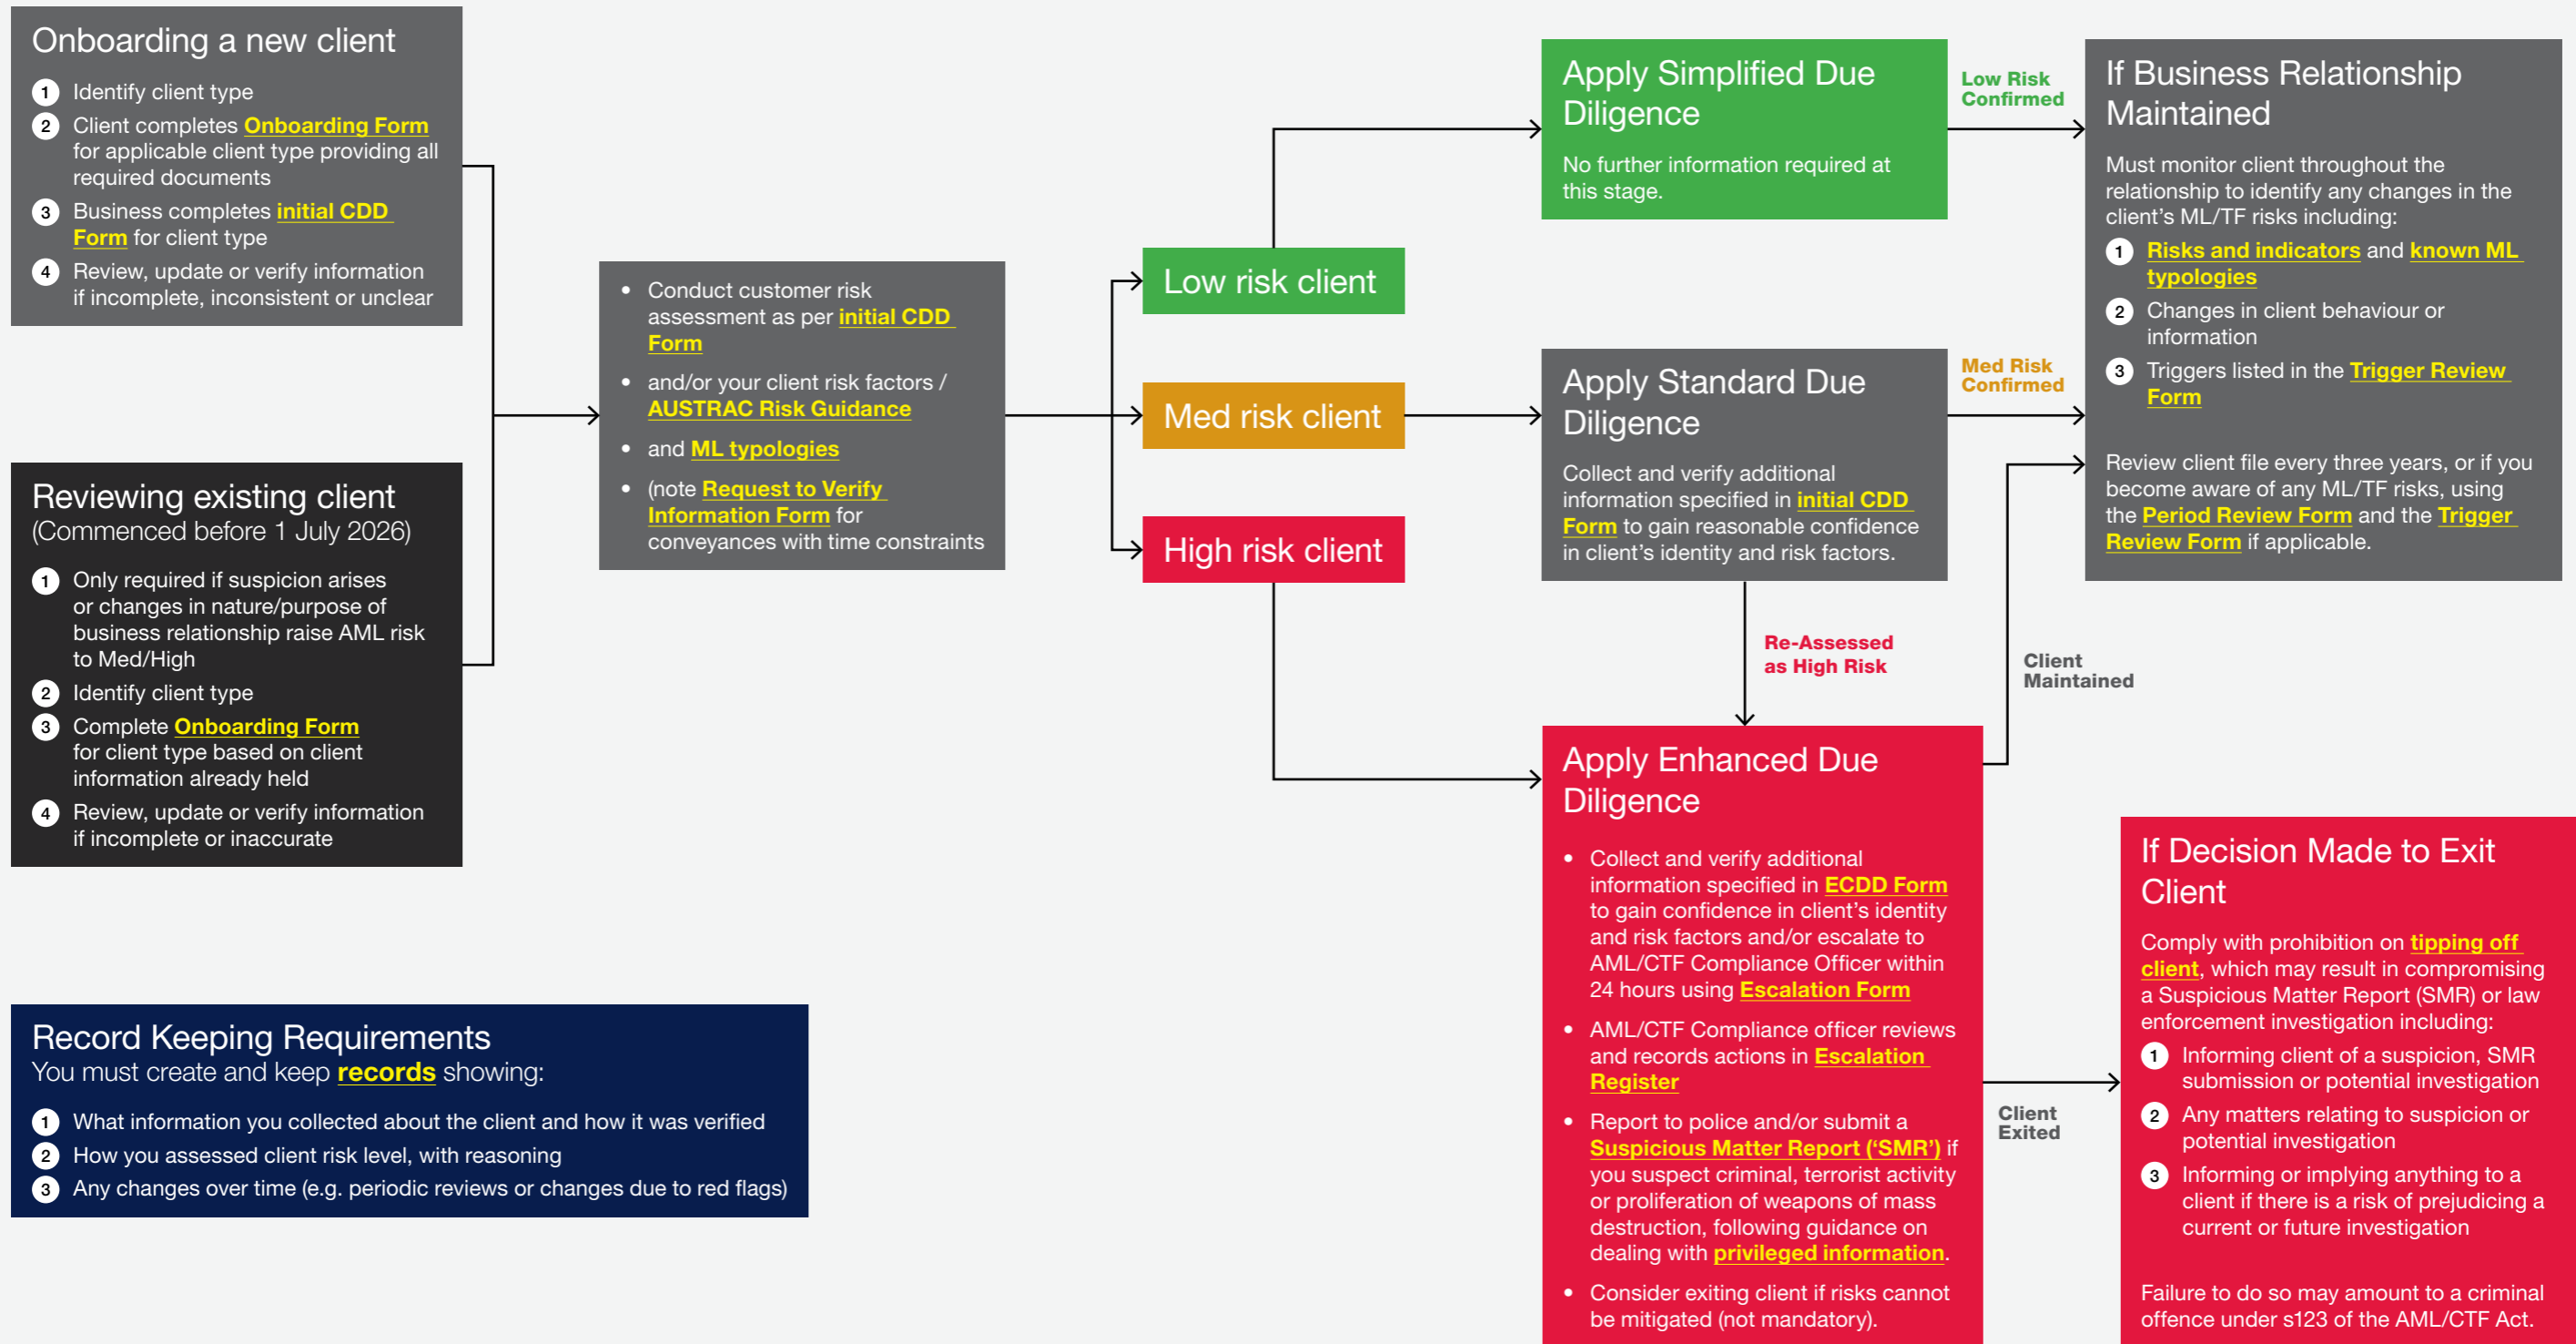 Onboarding a new client
1 Identify client type
2 Client completes Onboarding Form
for applicable client type providing all
required documents
3 Business completes initial CDD
Form for client type
4 Review, update or verify information
if incomplete, inconsistent or unclear
Reviewing existing client
(Commenced before 1 July 2026)
1 Only required if suspicion arises
or changes in nature/purpose of
business relationship raise AML risk
to Med/High
2 Identify client type
3 Complete Onboarding Form
for client type based on client
information already held
4 Review, update or verify information
if incomplete or inaccurate
Record Keeping Requirements
You must create and keep records showing:
1 What information you collected about the client and how it was verified
2 How you assessed client risk level, with reasoning
3 Any changes over time (e.g. periodic reviews or changes due to red flags)
• Conduct customer risk
assessment as per initial CDD
Form
• and/or your client risk factors /
AUSTRAC Risk Guidance
• and ML typologies
• (note Request to Verify
Information Form for
conveyances with time constraints
Low risk client
Med risk client
High risk client
Apply Simplified Due
Diligence
No further information required at
this stage.
Low Risk
Confirmed
Apply Standard Due
Diligence
Collect and verify additional
information specified in initial CDD
Form to gain reasonable confidence
in client's identity and risk factors.
Med Risk
Confirmed
Re-Assessed
as High Risk
Apply Enhanced Due
Diligence
• Collect and verify additional
information specified in ECDD Form
to gain confidence in client's identity
and risk factors and/or escalate to
AML/CTF Compliance Officer within
24 hours using Escalation Form
• AML/CTF Compliance officer reviews
and records actions in Escalation
Register
• Report to police and/or submit a
Suspicious Matter Report ('SMR') if
you suspect criminal, terrorist activity
or proliferation of weapons of mass
destruction, following guidance on
dealing with privileged information.
• Consider exiting client if risks cannot
be mitigated (not mandatory).
Client
Maintained
Client
Exited
If Business Relationship
Maintained
Must monitor client throughout the
relationship to identify any changes in the
client's ML/TF risks including:
1 Risks and indicators and known ML
typologies
2 Changes in client behaviour or
information
3 Triggers listed in the Trigger Review
Form
Review client file every three years, or if you
become aware of any ML/TF risks, using
the Period Review Form and the Trigger
Review Form if applicable.
If Decision Made to Exit
Client
Comply with prohibition on tipping off
client, which may result in compromising
a Suspicious Matter Report (SMR) or law
enforcement investigation including:
1 Informing client of a suspicion, SMR
submission or potential investigation
2 Any matters relating to suspicion or
potential investigation
3 Informing or implying anything to a
client if there is a risk of prejudicing a
current or future investigation
Failure to do so may amount to a criminal
offence under s123 of the AML/CTF Act.